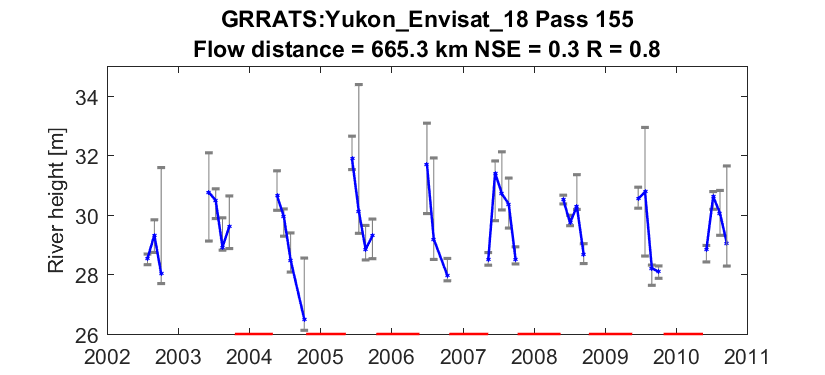 GRRATS:Yukon_Envisat_18 Pass 155
Flow distance = 665.3 km NSE = 0.3 R = 0.8
River height [m]
34
32
30
28
26
2002 2003 2004 2005 2006 2007 2008 2009 2010 2011